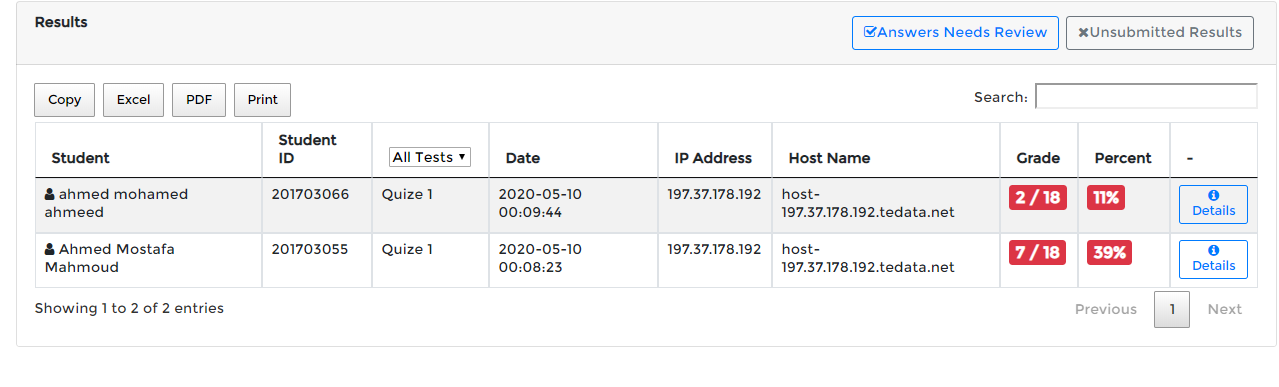 Results
Answers Needs Review
Unsubmitted Results
Copy
Excel
PDF
Print
Search:
Student
Student
ID
All Tests
Date
IP Address
Host Name
Grade
Percent
-
ahmed mohamed
ahmeed
201703066
Quize 1
2020-05-10
00:09:44
197.37.178.192
host-
197.37.178.192.tedata.net
2 / 18
11%
Details
Ahmed Mostafa
Mahmoud
201703055
Quize 1
2020-05-10
00:08:23
197.37.178.192
host-
197.37.178.192.tedata.net
7 / 18
39%
Details
Showing 1 to 2 of 2 entries
Previous
1
Next